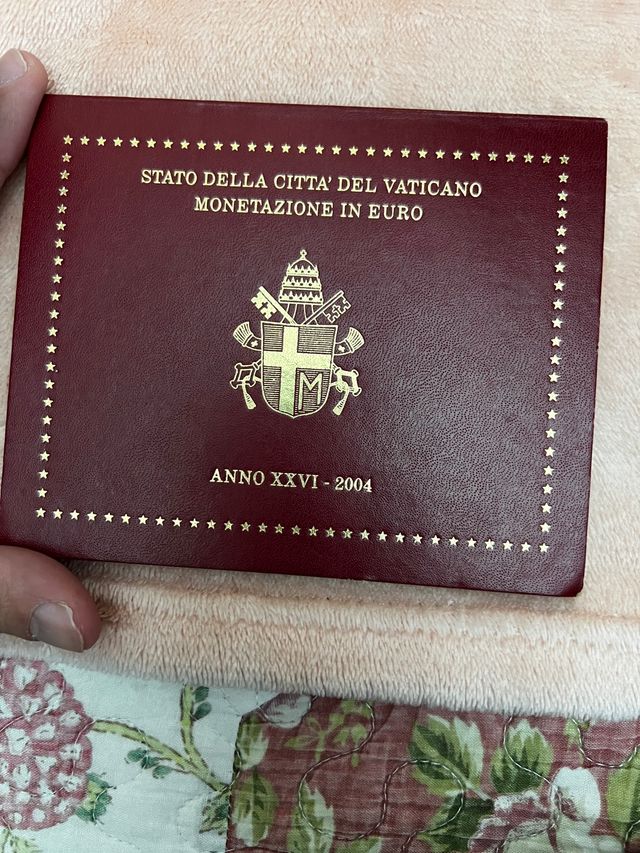 STATO DELLA CITTA' DEL VATICANO
MONETAZIONE IN EURO
M
ANNO XXVI - 2004